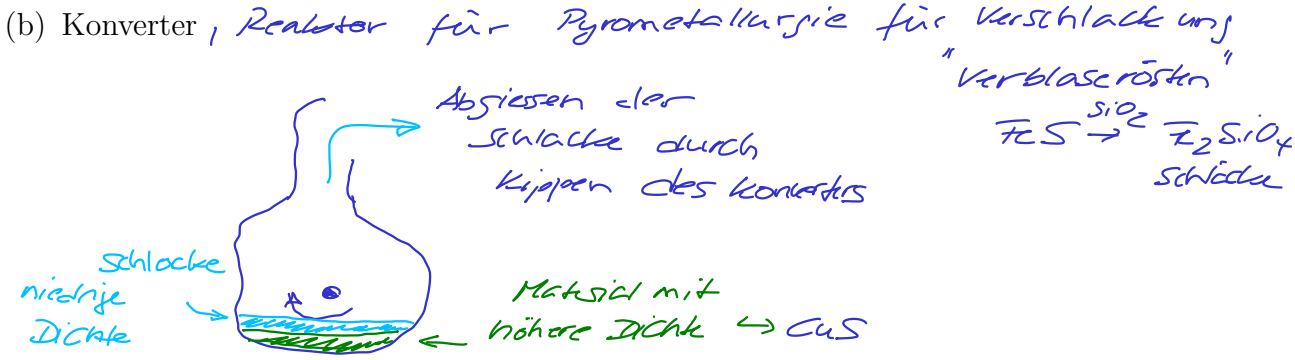 (b) Konverter, Reaktor für Pyrometallurgie für Verschlackung
"Verblaserösten"
FeS →SiO₂ Fe₂SiO₄
Schlacke
Abgiessen der
Schlacke durch
Kippen des Konverters
Schlacke
niedrige
Dichte
Material mit
höhere Dichte ↪ CuS